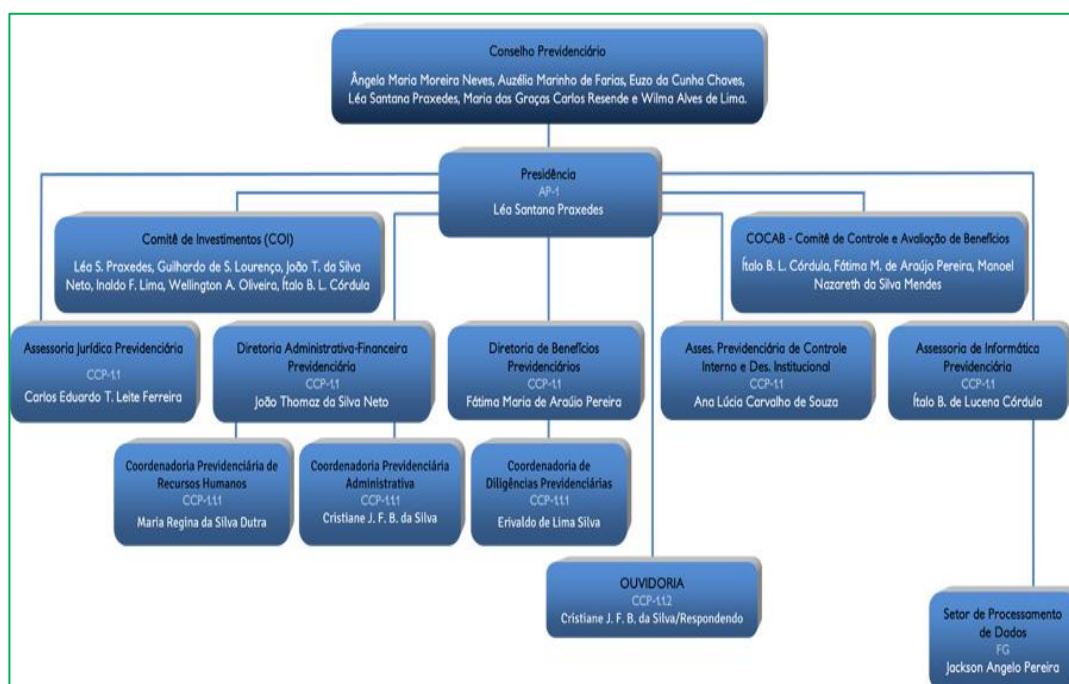 Conselho Previdenciário
Ângela Maria Moreira Neves, Auzélia Marinho de Farias, Euzo da Cunha Chaves,
Léa Santana Praxedes, Maria das Graças Carlos Resende e Wilma Alves de Lima.
Presidência
AP-1
Léa Santana Praxedes
Comitê de Investimentos (COI)
Léa S. Praxedes, Guilhardo de S. Lourenço, João T. da Silva
Neto, Inaldo F. Lima, Wellington A. Oliveira, Ítalo B. L. Córdula
COCAB - Comitê de Controle e Avaliação de Benefícios
Ítalo B. L. Córdula, Fátima M. de Araújo Pereira, Manoel
Nazareth da Silva Mendes
Assessoria Jurídica Previdenciária
CCP-1.1
Carlos Eduardo T. Leite Ferreira
Diretoria Administrativa-Financeira
Previdenciária
CCP-1.1
João Thomaz da Silva Neto
Diretoria de Benefícios
Previdenciários
CCP-1.1
Fátima Maria de Araújo Pereira
Asses. Previdenciária de Controle
Interno e Des. Institucional
CCP-1.1
Ana Lúcia Carvalho de Souza
Assessoria de Informática
Previdenciária
CCP-1.1
Ítalo B. de Lucena Córdula
Coordenadoria Previdenciária de
Recursos Humanos
CCP-1.1.1
Maria Regina da Silva Dutra
Coordenadoria Previdenciária
Administrativa
CCP-1.1.1
Cristiane J. F. B. da Silva
Coordenadoria de
Diligências Previdenciárias
CCP-1.1.1
Erivaldo de Lima Silva
OUVIDORIA
CCP-1.1.2
Cristiane J. F. B. da Silva/Respondendo
Setor de Processamento
de Dados
FG
Jackson Angelo Pereira